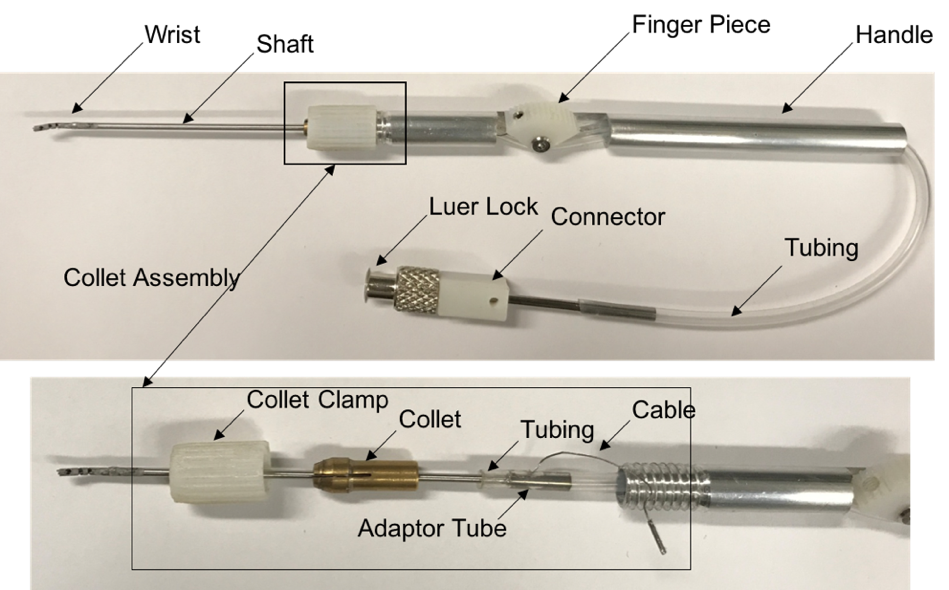 Wrist
Shaft
Finger Piece
Handle
Luer Lock
Connector
Tubing
Collet Assembly
Collet Clamp
Collet
Tubing
Cable
Adaptor Tube